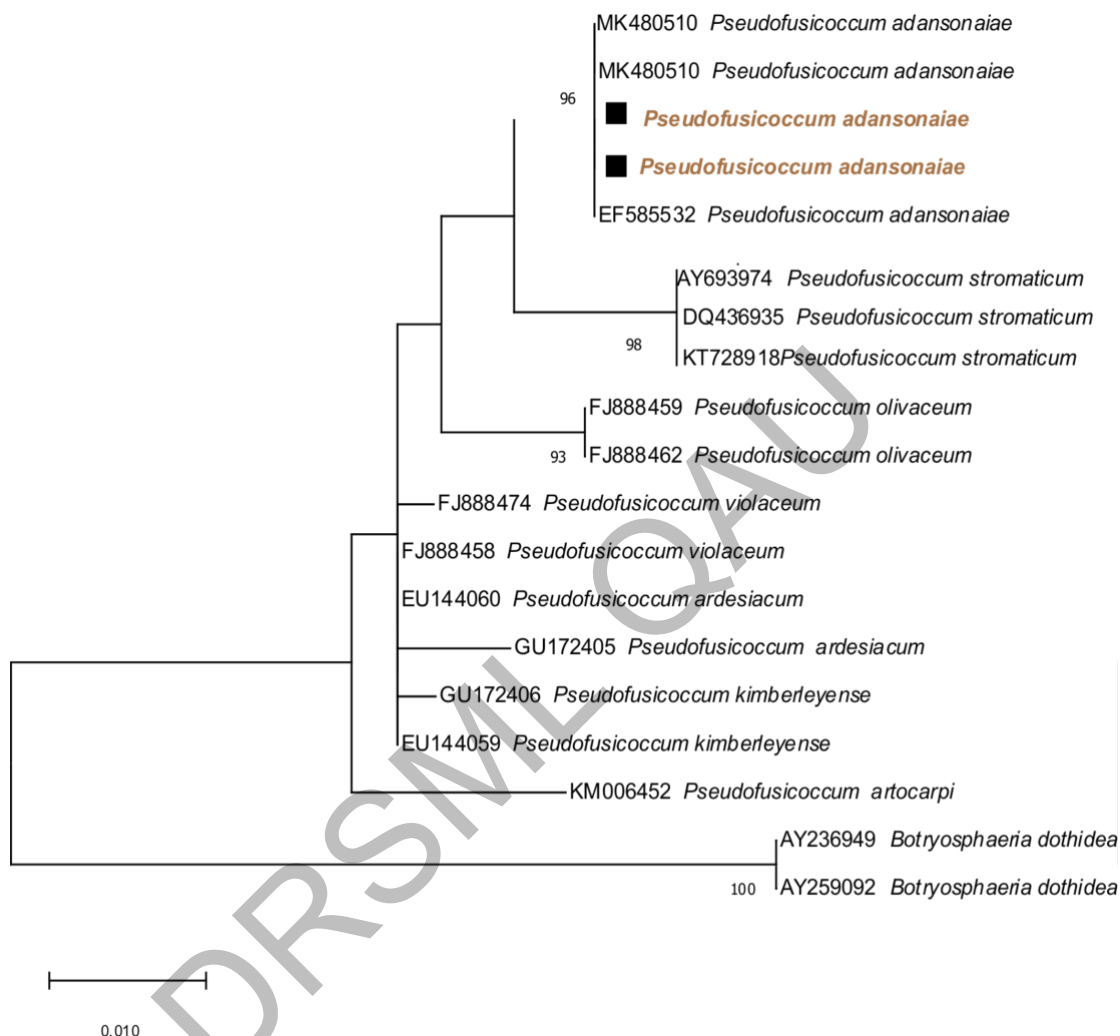 MK480510 Pseudofusicoccum adansonaiae
MK480510 Pseudofusicoccum adansonaiae
96
Pseudofusicoccum adansonaiae
Pseudofusicoccum adansonaiae
EF585532 Pseudofusicoccum adansonaiae
AY693974 Pseudofusicoccum stromaticum
DQ436935 Pseudofusicoccum stromaticum
98
KT728918Pseudofusicoccum stromaticum
FJ888459 Pseudofusicoccum olivaceum
93
FJ888462 Pseudofusicoccum olivaceum
FJ888474 Pseudofusicoccum violaceum
FJ888458 Pseudofusicoccum violaceum
EU144060 Pseudofusicoccum ardesiacum
GU172405 Pseudofusicoccum ardesiacum
GU172406 Pseudofusicoccum kimberleyense
EU144059 Pseudofusicoccum kimberleyense
KM006452 Pseudofusicoccum artocarpi
AY236949 Botryosphaeria dothidea
100
AY259092 Botryosphaeria dothidea
0.010
DRSML QAU